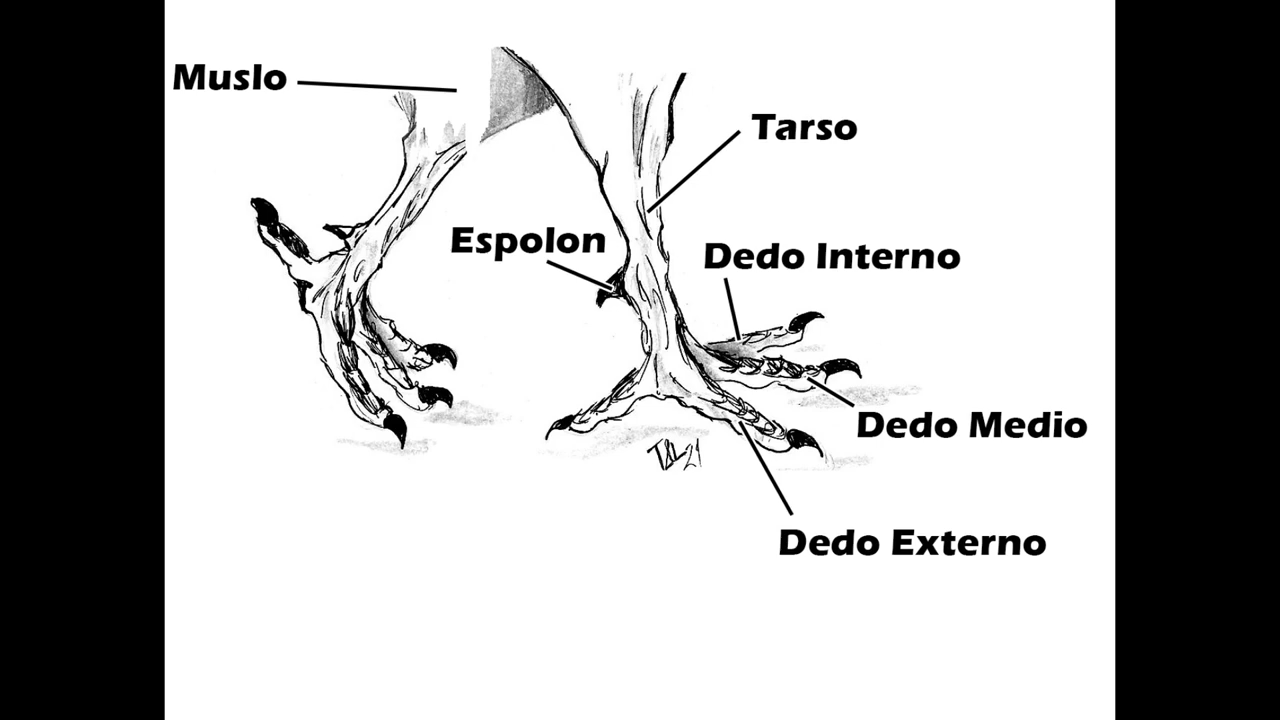 Muslo
Tarso
Espolon
Dedo Interno
Dedo Medio
Dedo Externo